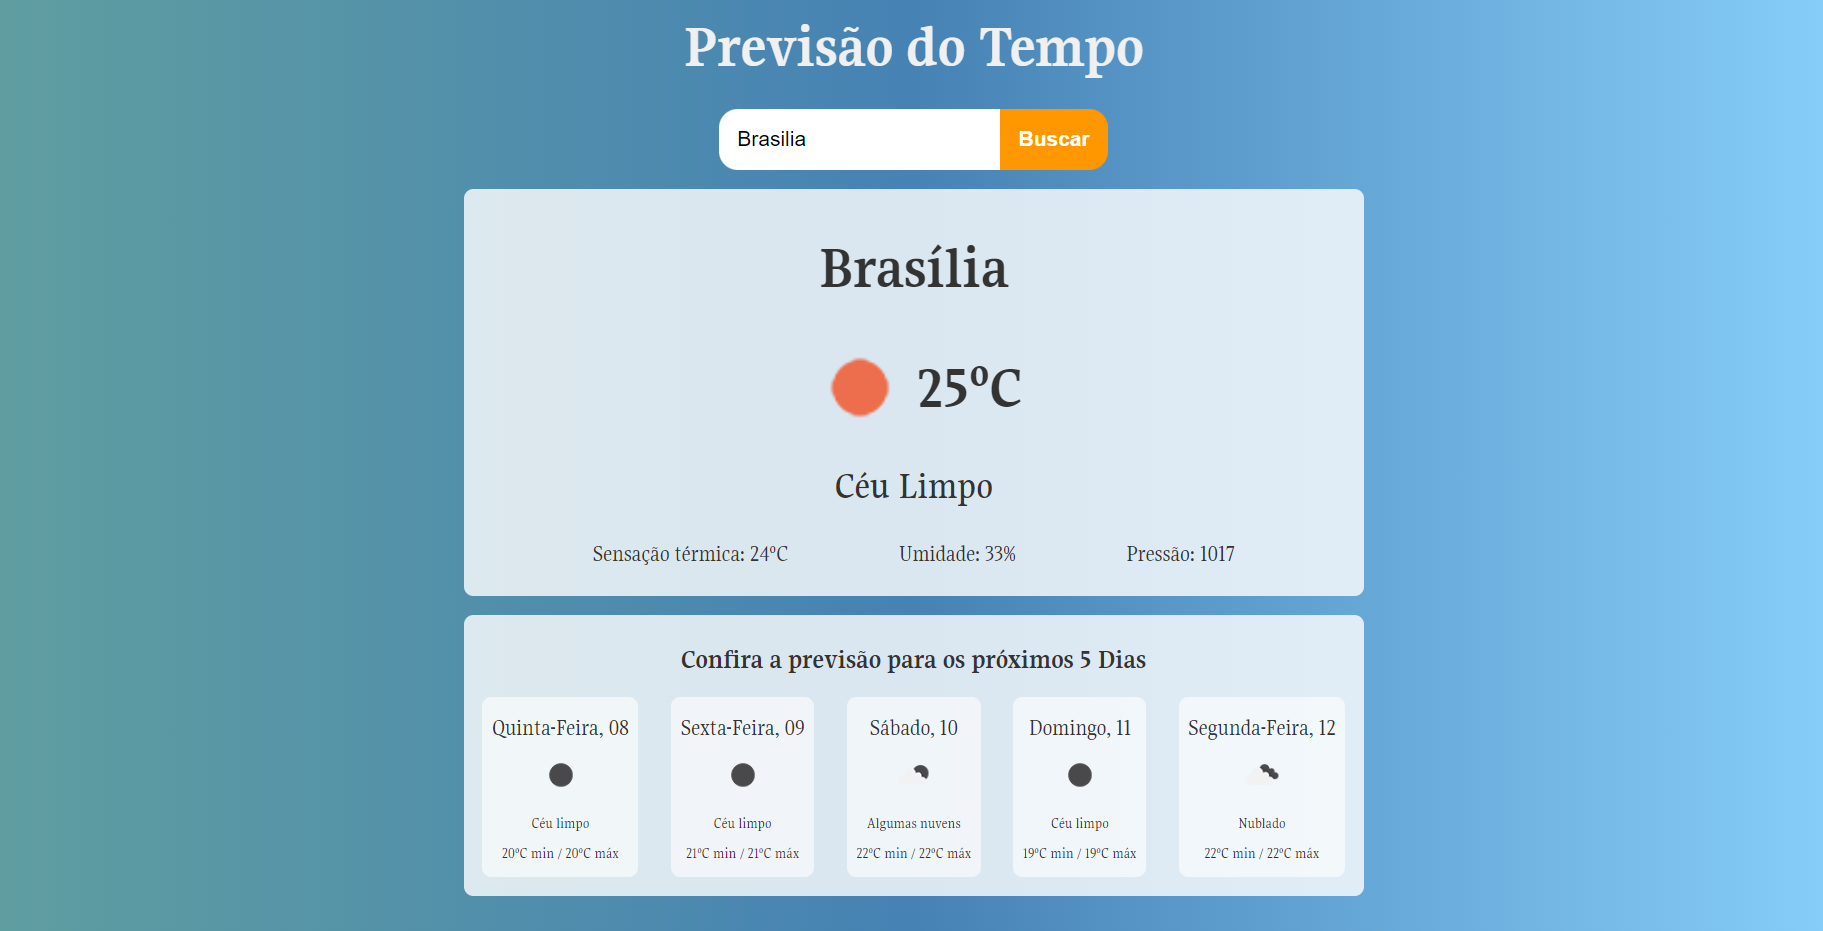 Previsão do Tempo
Brasilia
Buscar
Brasília
25ºC
Céu Limpo
Sensação térmica: 24ºC
Umidade: 33%
Pressão: 1017
Confira a previsão para os próximos 5 Dias
Quinta-Feira, 08
Céu limpo
20ºC min / 20ºC máx
Sexta-Feira, 09
Céu limpo
21ºC min / 21ºC máx
Sábado, 10
Algumas nuvens
22ºC min / 22ºC máx
Domingo, 11
Céu limpo
19ºC min / 19ºC máx
Segunda-Feira, 12
Nublado
22ºC min / 22ºC máx